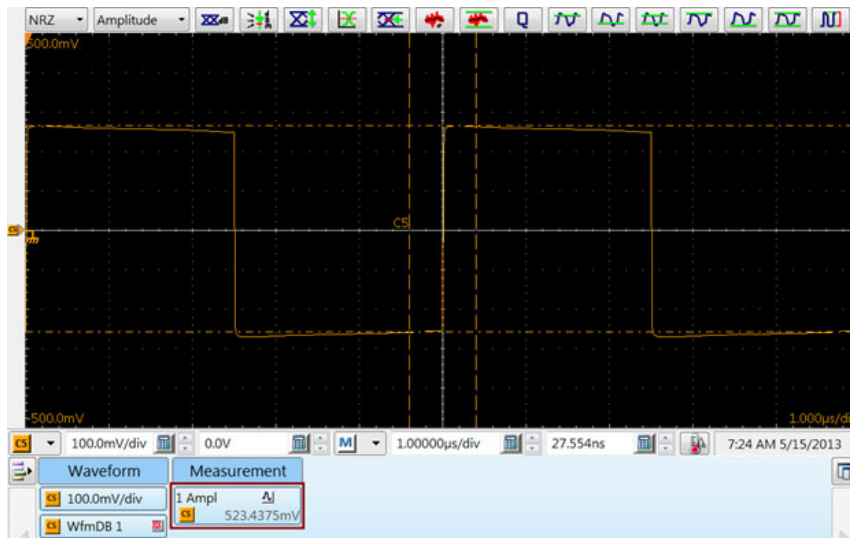 NRZ Amplitude Q
500.0mV
C5
C5
-500.0mV 1.000µs/di
C5 100.0mV/div 0.0V M 1.00000µs/div 27.554ns 7:24 AM 5/15/2013
Waveform Measurement
C5 100.0mV/div 1 Ampl
C5 523.4375mV
C5 WfmDB 1